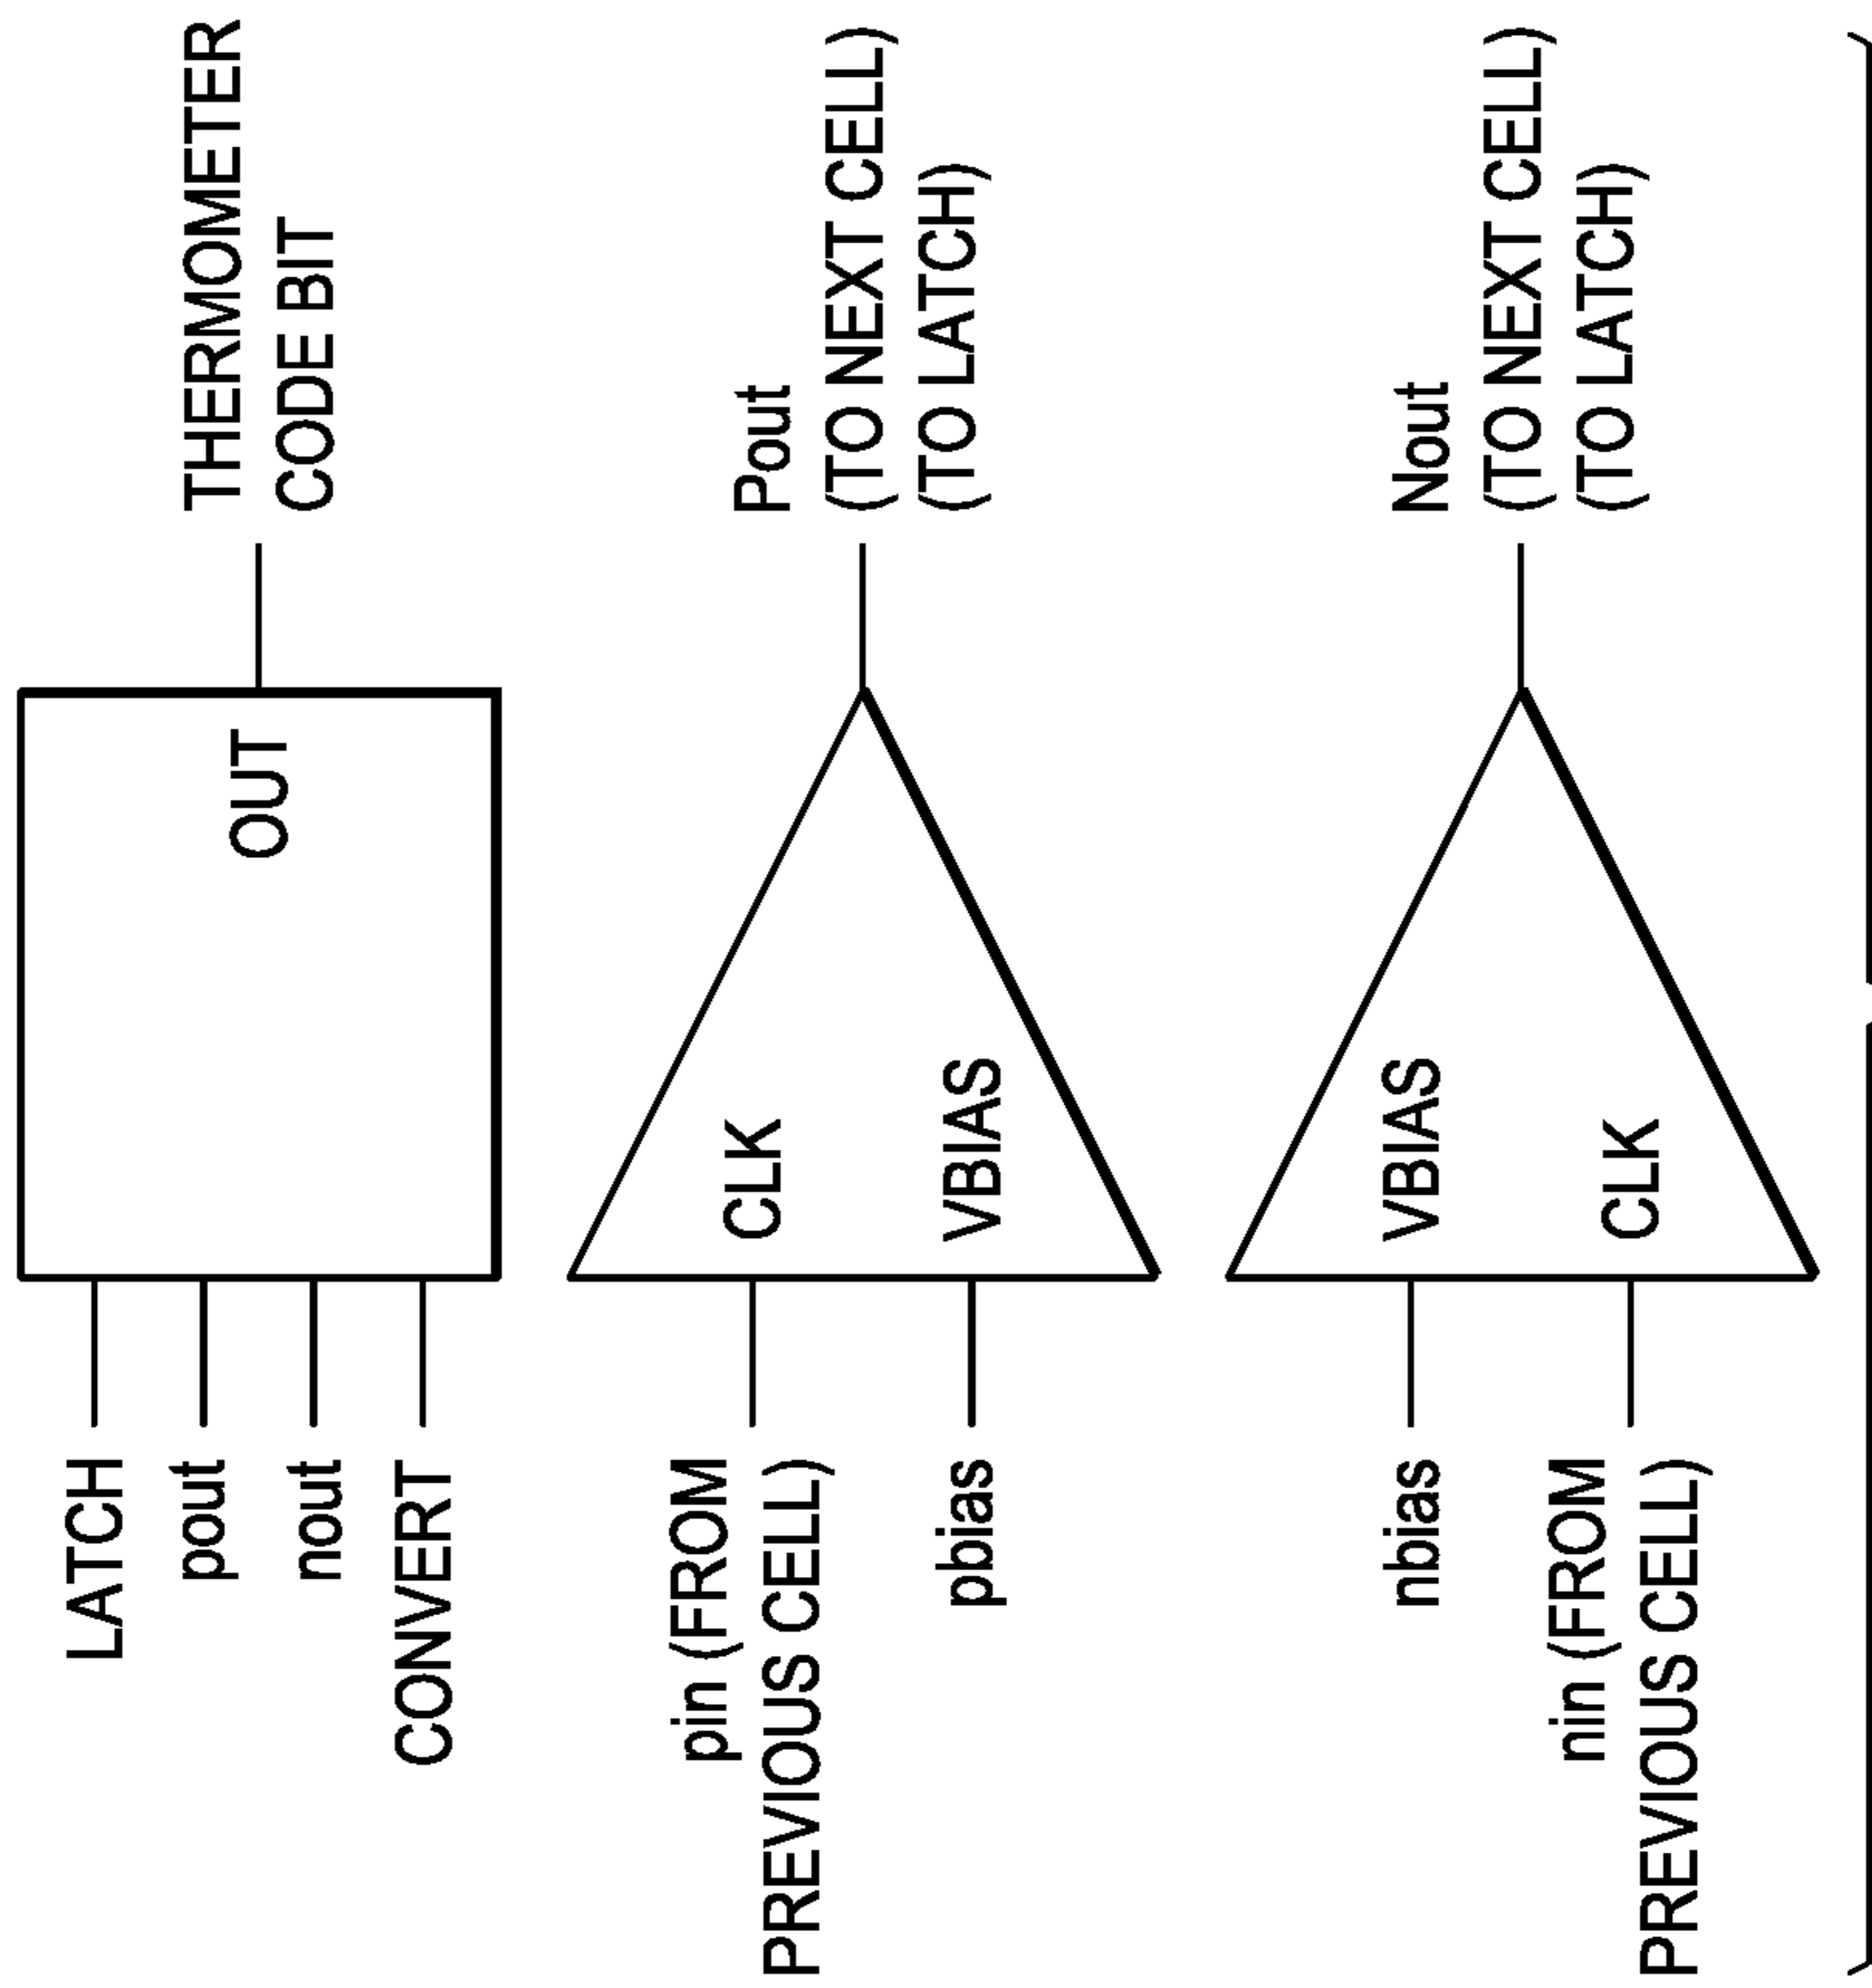 LATCH
pout
nout
CONVERT
OUT
THERMOMETER
CODE BIT
pin (FROM
PREVIOUS CELL)
pbias
CLK
VBIAS
Pout
(TO NEXT CELL)
(TO LATCH)
nbias
nin (FROM
PREVIOUS CELL)
VBIAS
CLK
Nout
(TO NEXT CELL)
(TO LATCH)